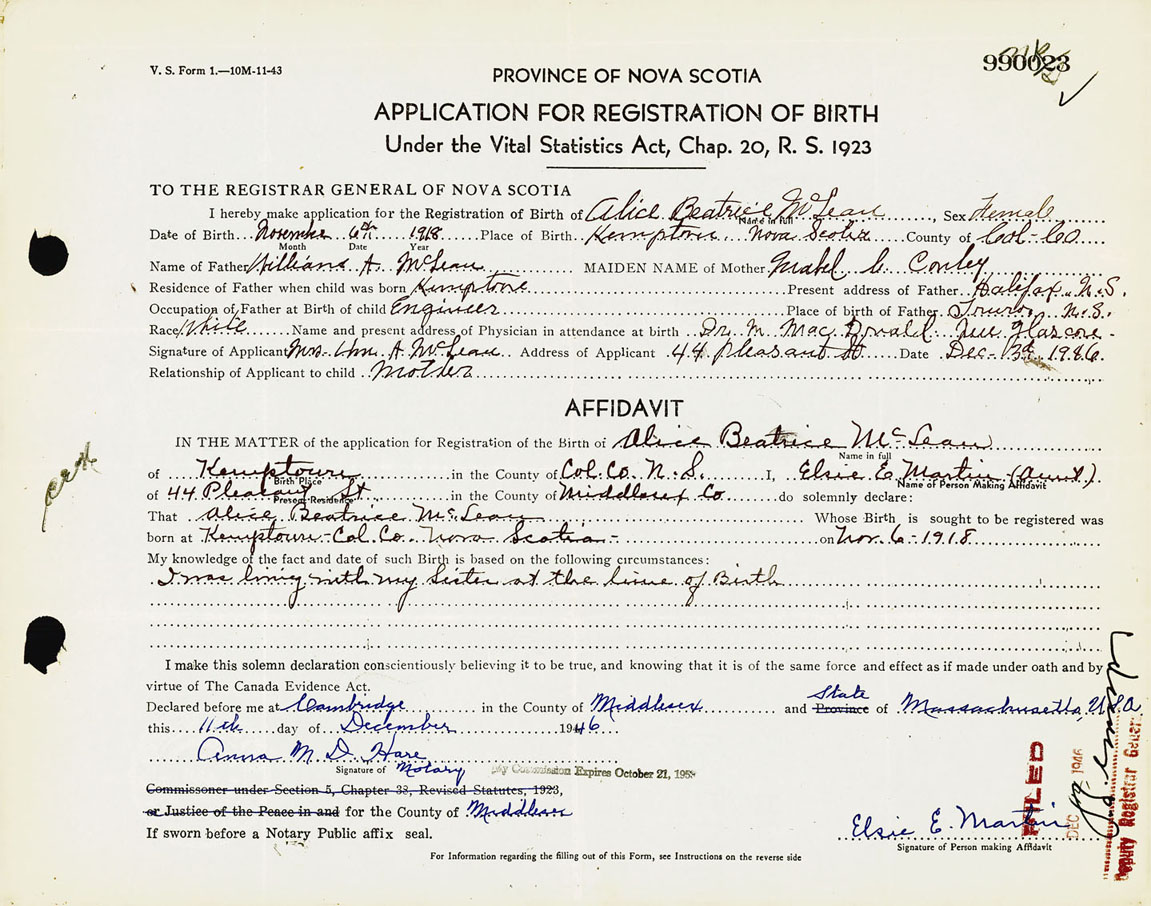 V. S. Form 1.—10M-11-43
990023
PROVINCE OF NOVA SCOTIA
APPLICATION FOR REGISTRATION OF BIRTH
Under the Vital Statistics Act, Chap. 20, R. S. 1923
TO THE REGISTRAR GENERAL OF NOVA SCOTIA
I hereby make application for the Registration of Birth of Alice Beatrice McLean, Sex Female
Name in full
Date of Birth November 6th 1918 Place of Birth Kemptown Nova Scotia County of Col-Co
Month Date Year
Name of Father William A. McLean MAIDEN NAME of Mother Mabel C Conley
Residence of Father when child was born Kemptown Present address of Father Halifax N.S.
Occupation of Father at Birth of child Engineer Place of birth of Father Truro N.S.
Race White Name and present address of Physician in attendance at birth Dr. M. MacDonald New Glascow
Signature of Applicant Mrs. Wm. A. McLean Address of Applicant 44 Pleasant St Date Dec-3rd 1946
Relationship of Applicant to child Mother
AFFIDAVIT
IN THE MATTER of the application for Registration of the Birth of Alice Beatrice McLean
Name in full
of Kemptown in the County of Col. Co. N.S. I, Elsie E. Martin (Aunt)
Birth Place Name of Person Making Affidavit
of 44 Pleasant St in the County of Middlesex Co do solemnly declare:
Present Residence
That Alice Beatrice McLean Whose Birth is sought to be registered was
born at Kemptown-Col. Co. Nova Scotia- on Nov. 6-1918
My knowledge of the fact and date of such Birth is based on the following circumstances:
I was living with my Sister at the time of Birth
I make this solemn declaration conscientiously believing it to be true, and knowing that it is of the same force and effect as if made under oath and by
virtue of The Canada Evidence Act.
State
Declared before me at Cambridge in the County of Middlesex and Province of Massachusetts, USA
this 11th day of December 1946
Anna M. D. Hare
Signature of Notary My Commission Expires October 21, 195
Commissoner under Section 5, Chapter 38, Revised Statutes, 1923,
or Justice of the Peace in and for the County of Middlesex
If sworn before a Notary Public affix seal.
Elsie E. Martin
Signature of Person making Affidavit
For Information regarding the filling out of this Form, see Instructions on the reverse side
FILED
DEC 1946
Deputy Registrar General